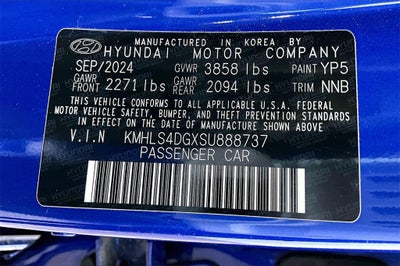 MANUFACTURED IN KOREA BY
HYUNDAI MOTOR COMPANY
SEP/2024 GVWR 3858 lbs PAINT YP5
GAWR FRONT 2271 lbs GAWR REAR 2094 lbs TRIM NNB
THIS VEHICLE CONFORMS TO ALL APPLICABLE U.S.A. FEDERAL
MOTOR VEHICLE SAFETY, BUMPER, AND THEFT PREVENTION STANDARDS
IN EFFECT ON THE DATE OF MANUFACTURE SHOWN ABOVE.
V.I.N KMHLS4DGXSU888737
PASSENGER CAR